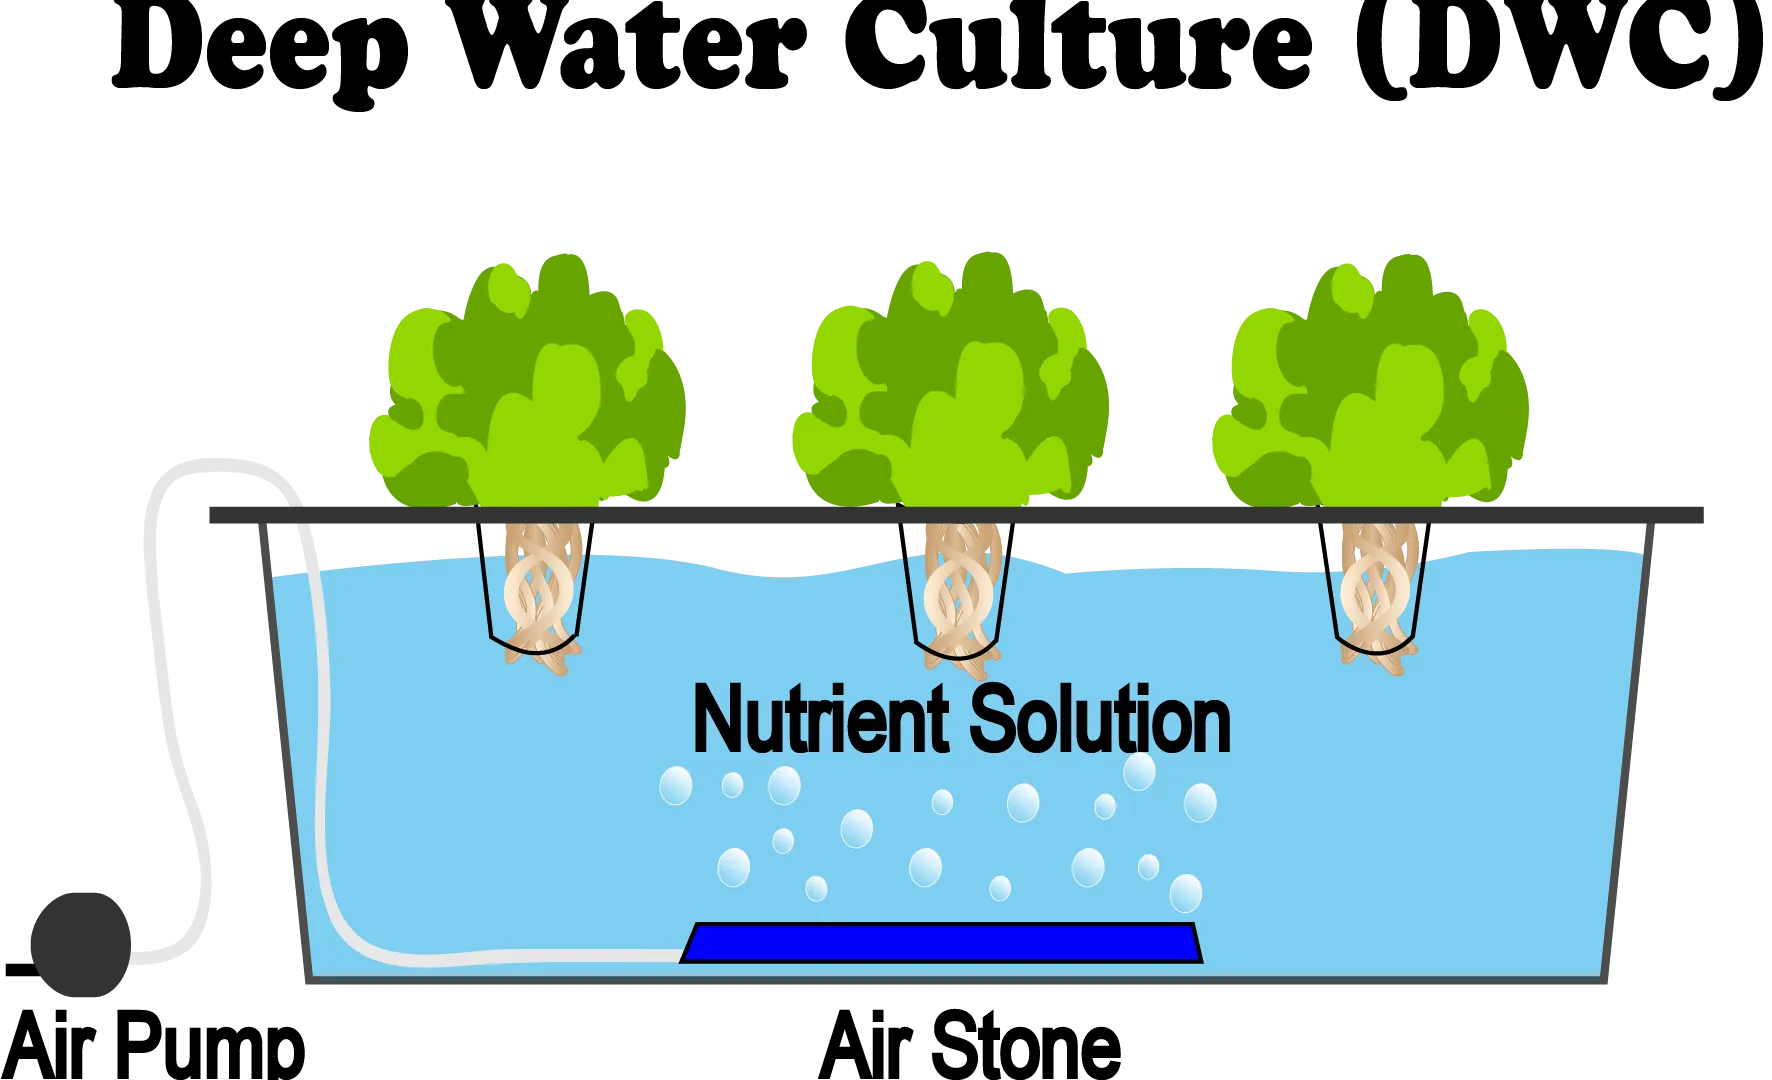 Deep Water Culture (DWC)
Nutrient Solution
Air Pump
Air Stone